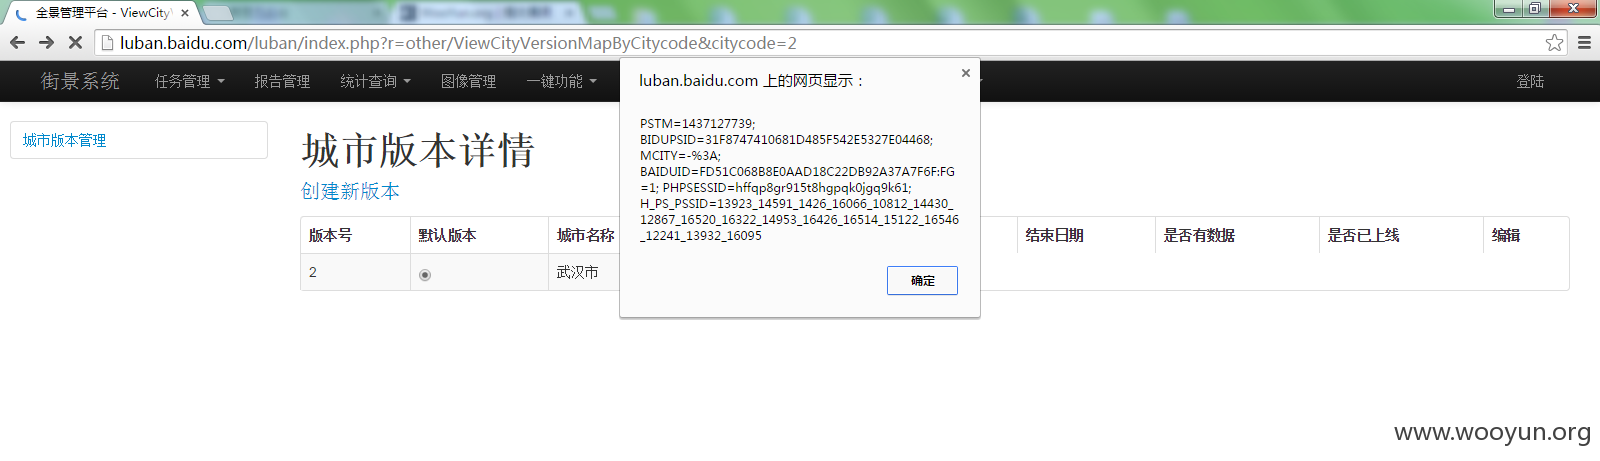 全景管理平台 - ViewCity
luban.baidu.com/luban/index.php?r=other/ViewCityVersionMapByCitycode&citycode=2
街景系统 任务管理 报告管理 统计查询 图像管理 一键功能 登陆
luban.baidu.com 上的网页显示：
PSTM=1437127739;
BIDUPSID=31F8747410681D485F542E5327E04468;
MCITY=-%3A;
BAIDUID=FD51C068B8E0AAD18C22DB92A37A7F6F:FG
=1; PHPSESSID=hffqp8gr915t8hgpqk0jgq9k61;
H_PS_PSSID=13923_14591_1426_16066_10812_14430_
12867_16520_16322_14953_16426_16514_15122_16546
_12241_13932_16095
确定
城市版本管理
城市版本详情
创建新版本
版本号 默认版本 城市名称 结束日期 是否有数据 是否已上线 编辑
2 武汉市
www.wooyun.org